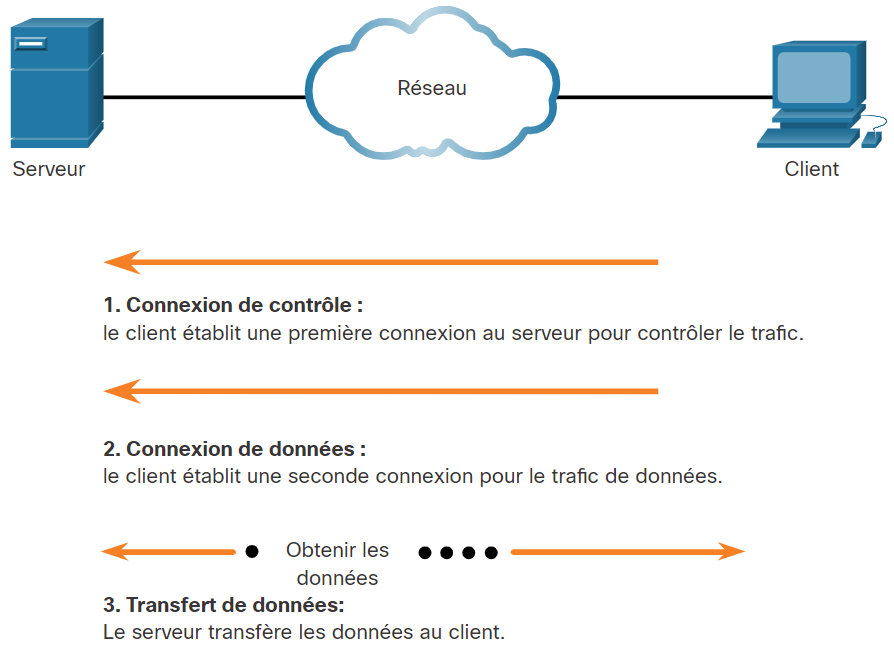 Réseau
Serveur
Client
1. Connexion de contrôle :
le client établit une première connexion au serveur pour contrôler le trafic.
2. Connexion de données :
le client établit une seconde connexion pour le trafic de données.
Obtenir les
données
3. Transfert de données:
Le serveur transfère les données au client.